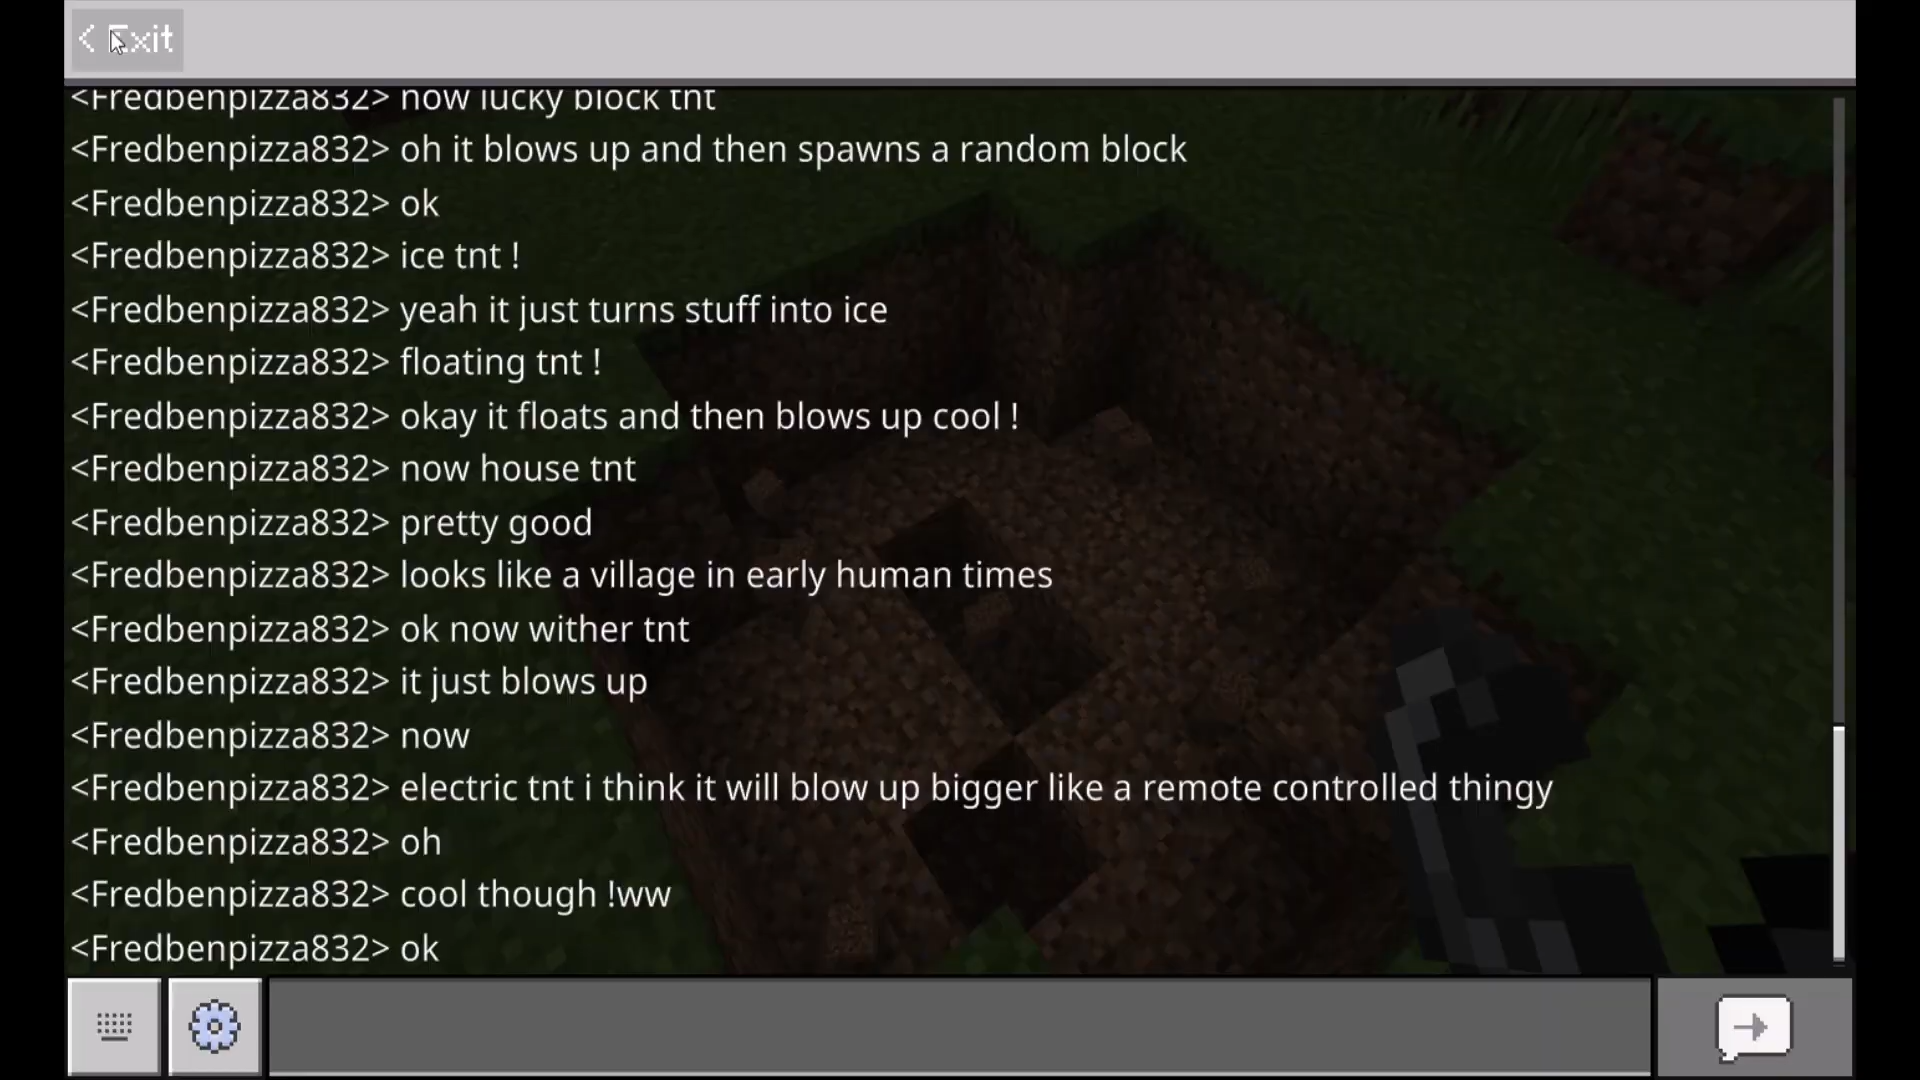 < Exit
<Fredbenpizza832> now lucky block tnt
<Fredbenpizza832> oh it blows up and then spawns a random block
<Fredbenpizza832> ok
<Fredbenpizza832> ice tnt !
<Fredbenpizza832> yeah it just turns stuff into ice
<Fredbenpizza832> floating tnt !
<Fredbenpizza832> okay it floats and then blows up cool !
<Fredbenpizza832> now house tnt
<Fredbenpizza832> pretty good
<Fredbenpizza832> looks like a village in early human times
<Fredbenpizza832> ok now wither tnt
<Fredbenpizza832> it just blows up
<Fredbenpizza832> now
<Fredbenpizza832> electric tnt i think it will blow up bigger like a remote controlled thingy
<Fredbenpizza832> oh
<Fredbenpizza832> cool though !ww
<Fredbenpizza832> ok